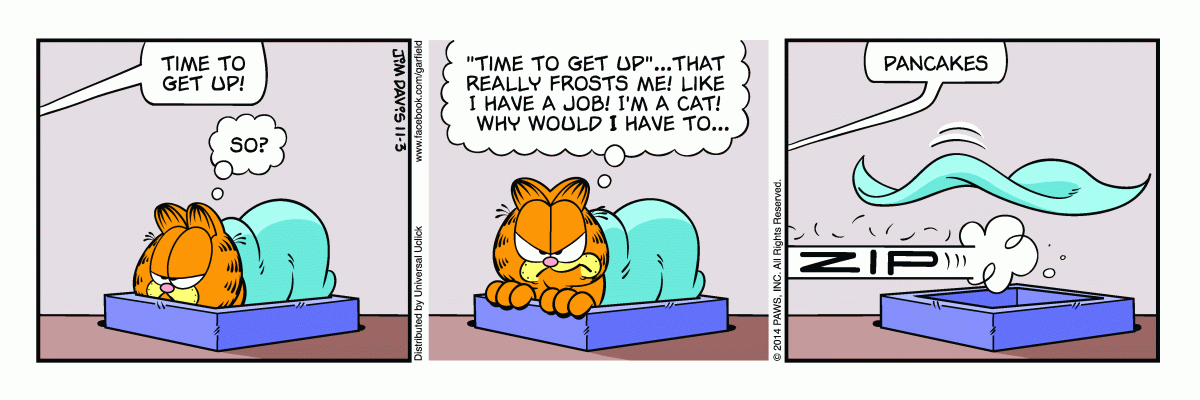 TIME TO
GET UP!
SO?
JIM DAVIS 11-3
www.facebook.com/garfield
Distributed by Universal Uclick
"TIME TO GET UP"...THAT
REALLY FROSTS ME! LIKE
I HAVE A JOB! I'M A CAT!
WHY WOULD I HAVE TO...
© 2014 PAWS, INC. All Rights Reserved.
PANCAKES
ZIP